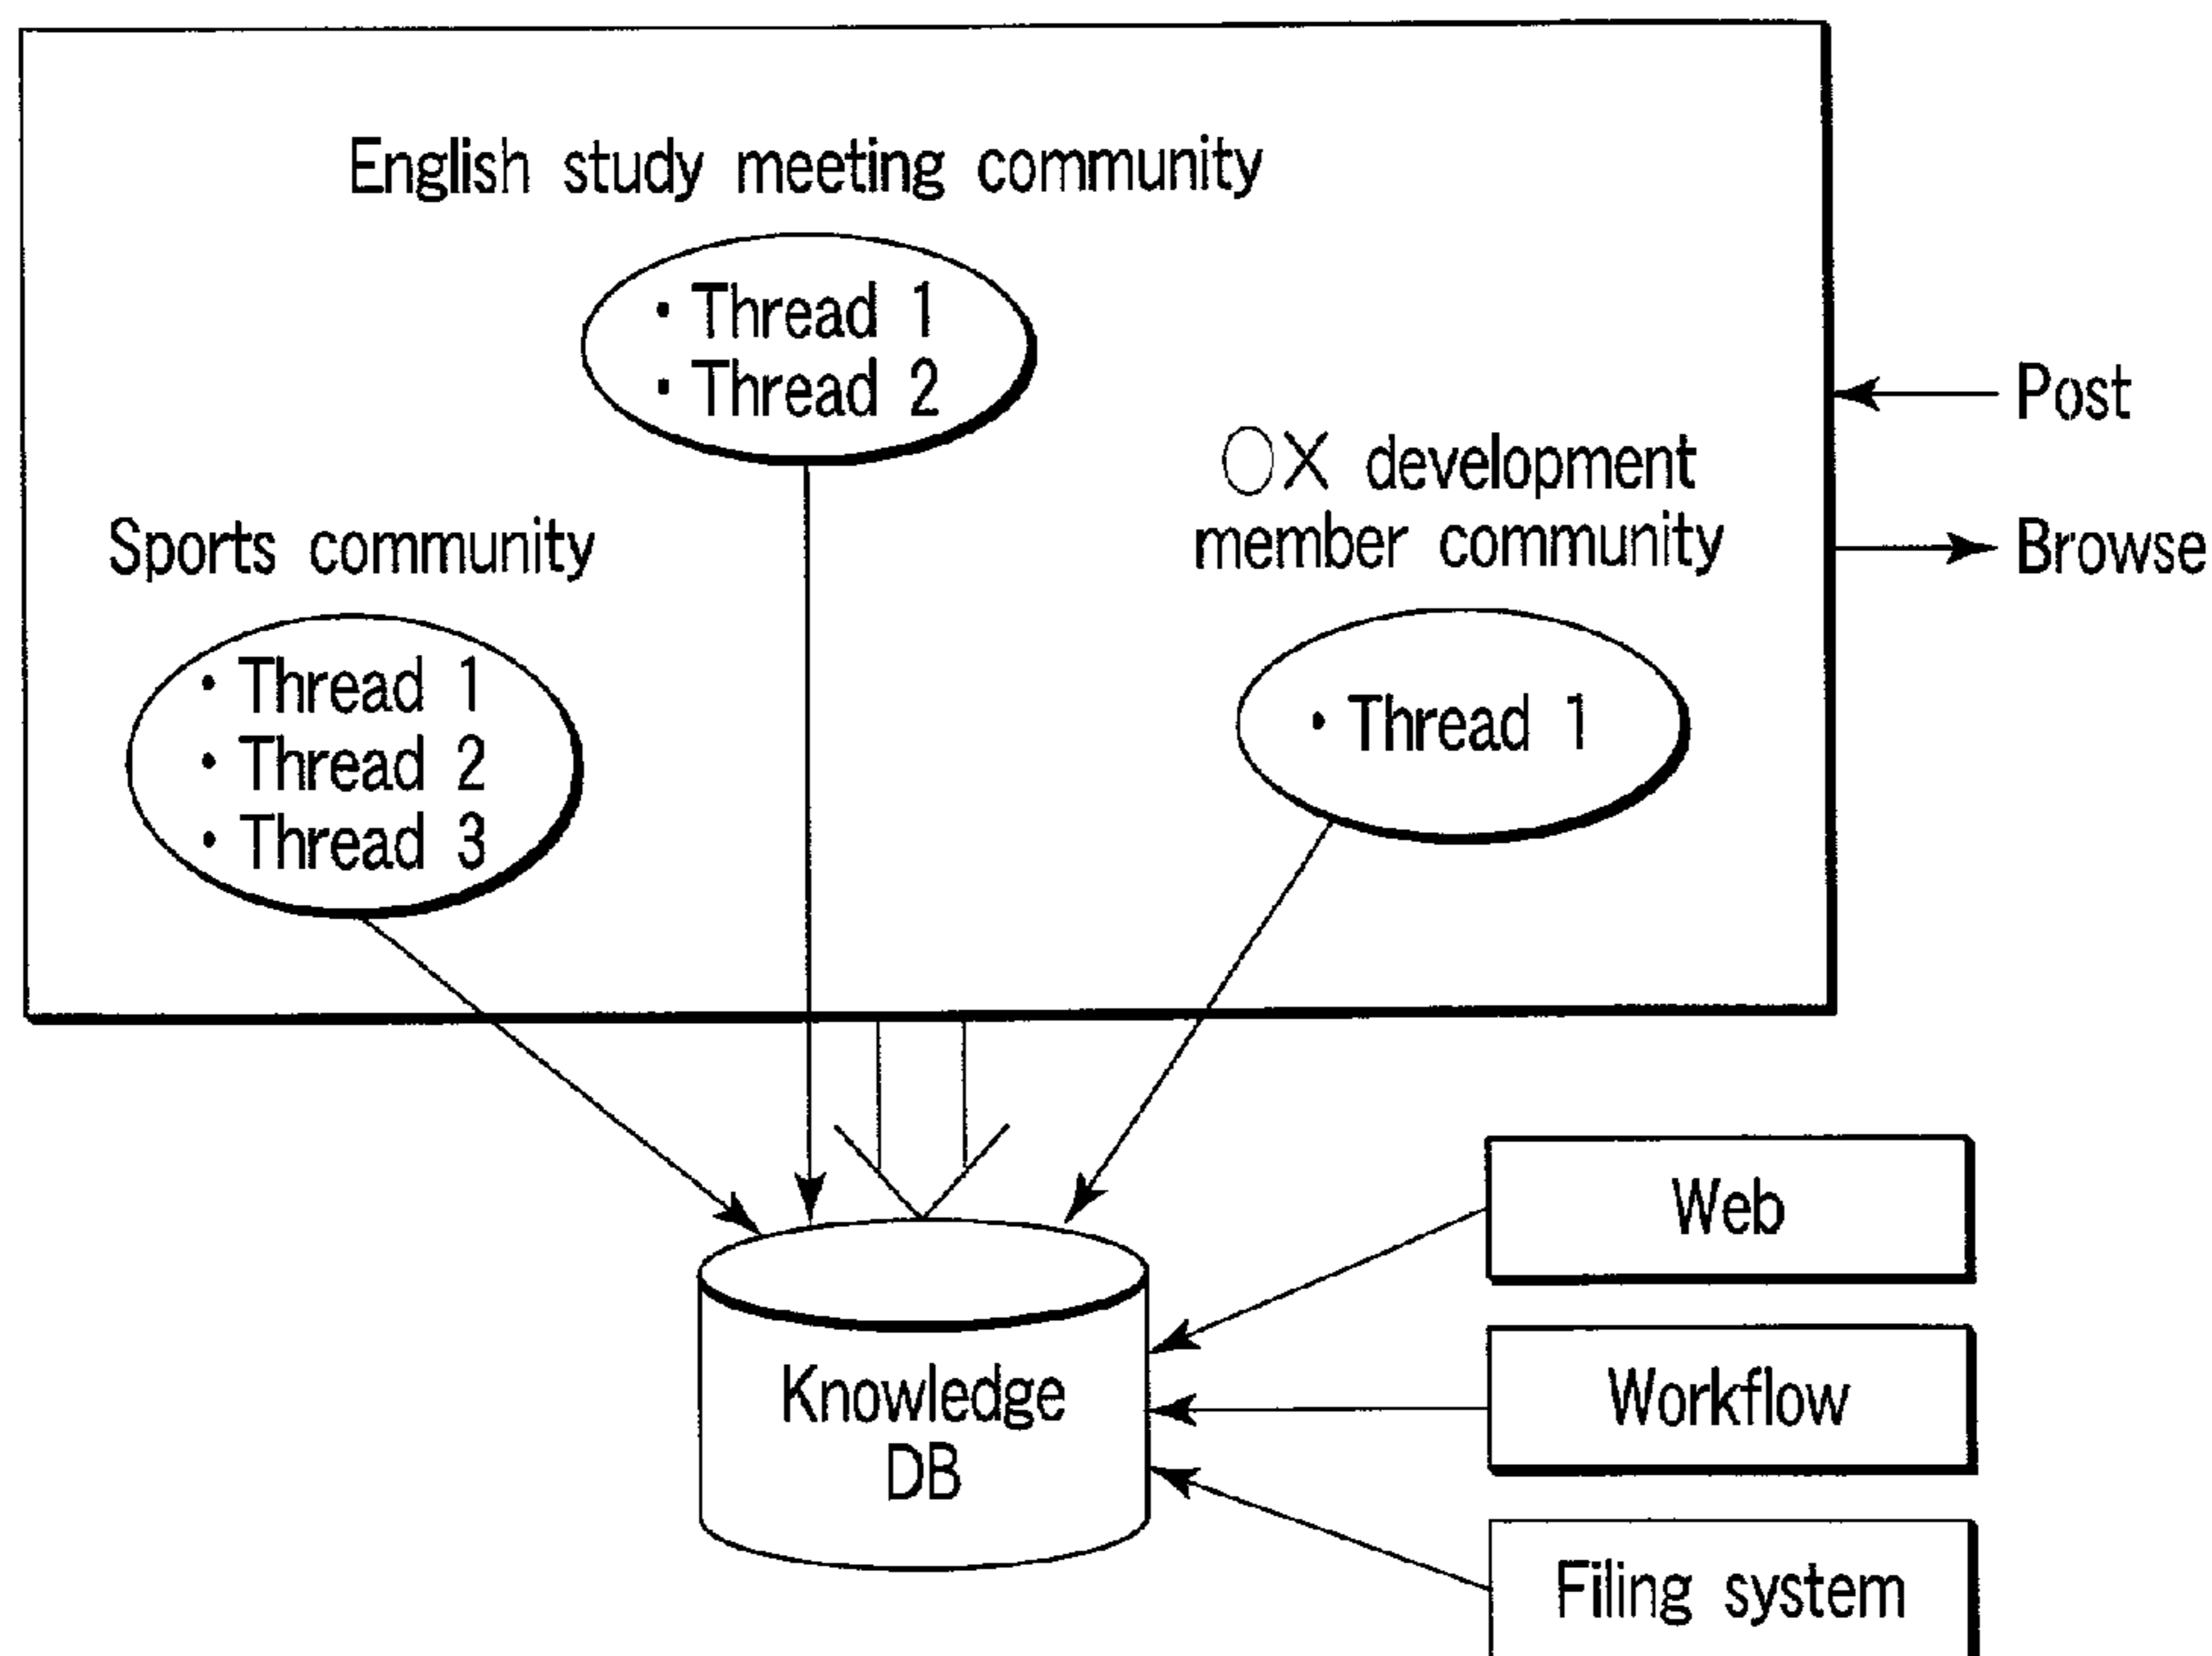 English study meeting community
• Thread 1
• Thread 2
Post
○X development
member community
Browse
Sports community
• Thread 1
• Thread 2
• Thread 3
• Thread 1
Web
Workflow
Filing system
Knowledge
DB